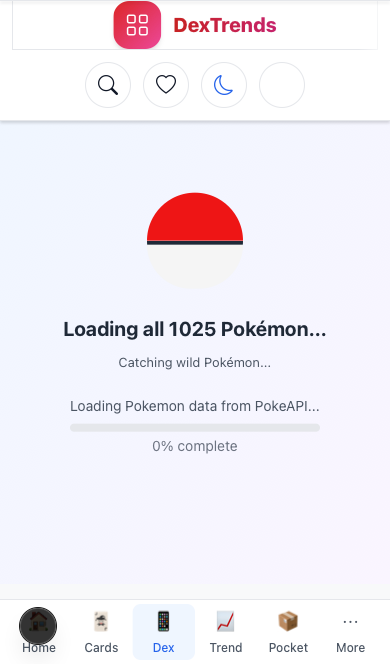 DexTrends
Loading all 1025 Pokémon...
Catching wild Pokémon...
Loading Pokemon data from PokeAPI...
0% complete
Home
Cards
Dex
Trend
Pocket
More